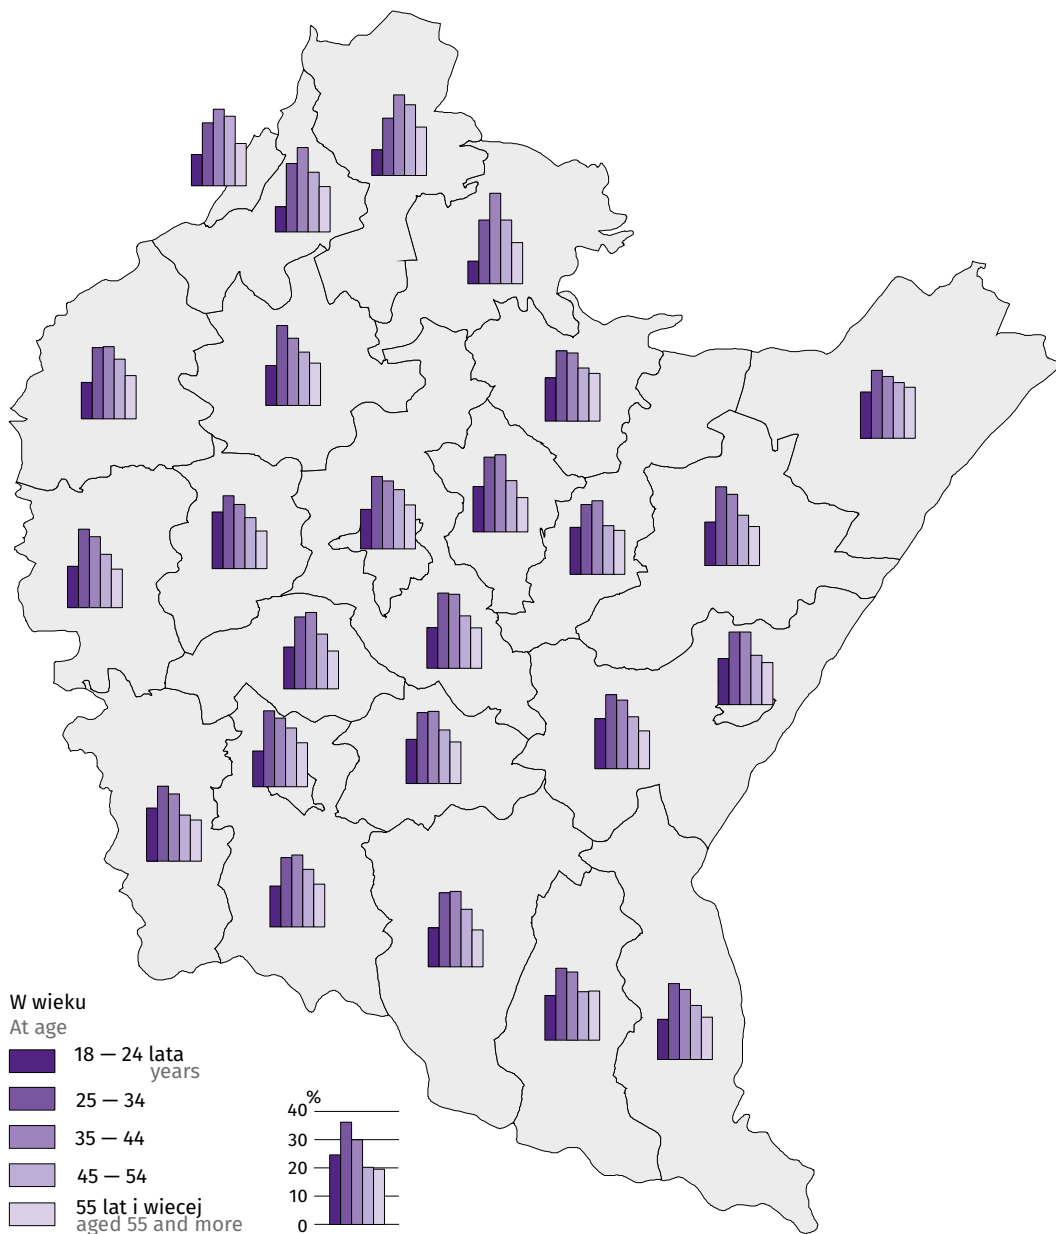 W wieku
At age
18 — 24 lata
years
25 — 34
35 — 44
45 — 54
55 lat i wiecej
aged 55 and more
%
40
30
20
10
0